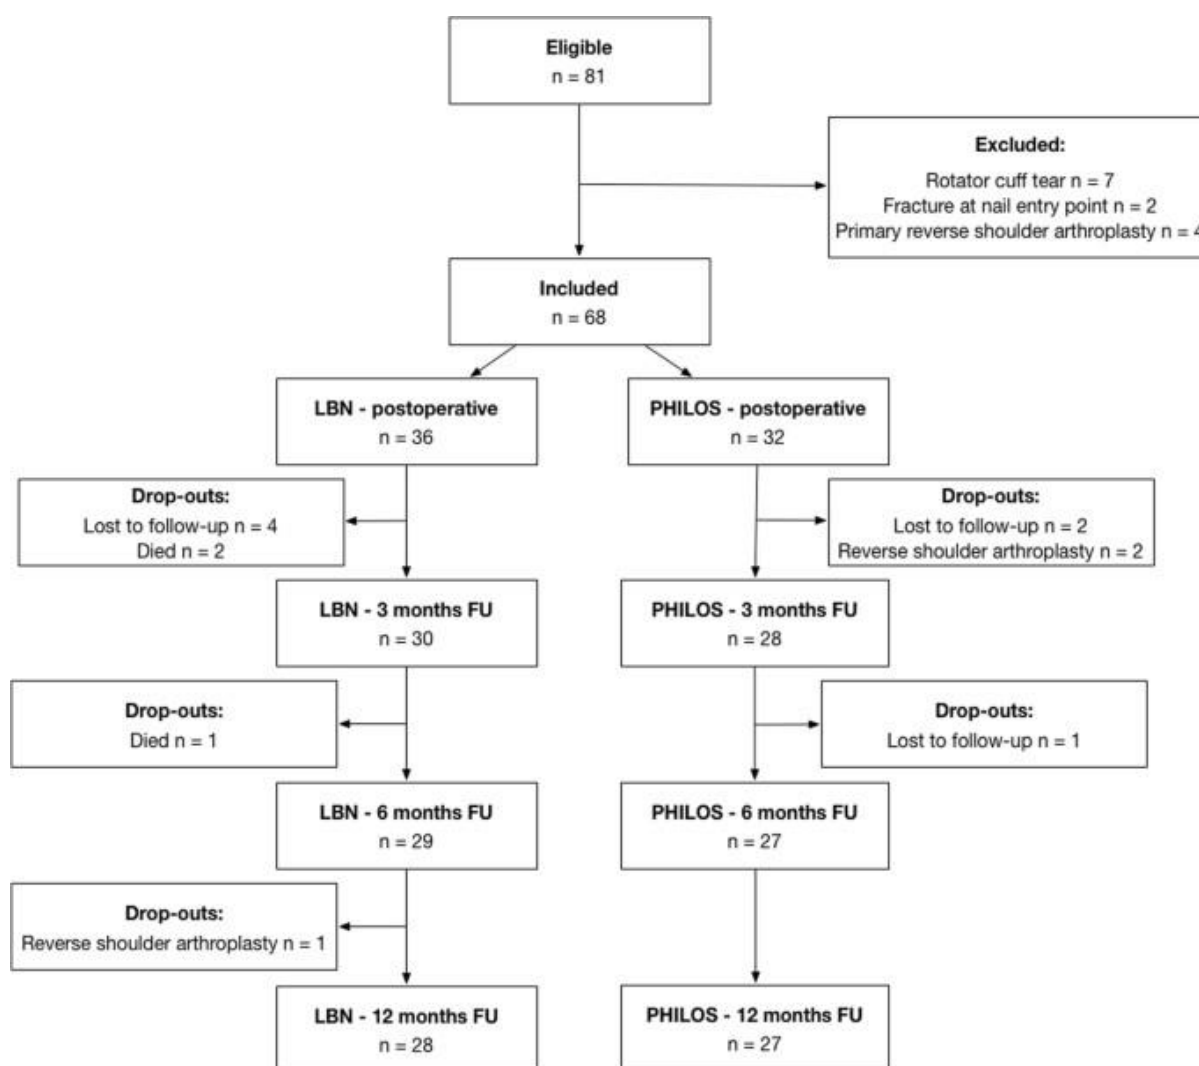 Eligible
n = 81
Excluded:
Rotator cuff tear n = 7
Fracture at nail entry point n = 2
Primary reverse shoulder arthroplasty n = 4
Included
n = 68
LBN - postoperative
n = 36
PHILOS - postoperative
n = 32
Drop-outs:
Lost to follow-up n = 4
Died n = 2
Drop-outs:
Lost to follow-up n = 2
Reverse shoulder arthroplasty n = 2
LBN - 3 months FU
n = 30
PHILOS - 3 months FU
n = 28
Drop-outs:
Died n = 1
Drop-outs:
Lost to follow-up n = 1
LBN - 6 months FU
n = 29
PHILOS - 6 months FU
n = 27
Drop-outs:
Reverse shoulder arthroplasty n = 1
LBN - 12 months FU
n = 28
PHILOS - 12 months FU
n = 27